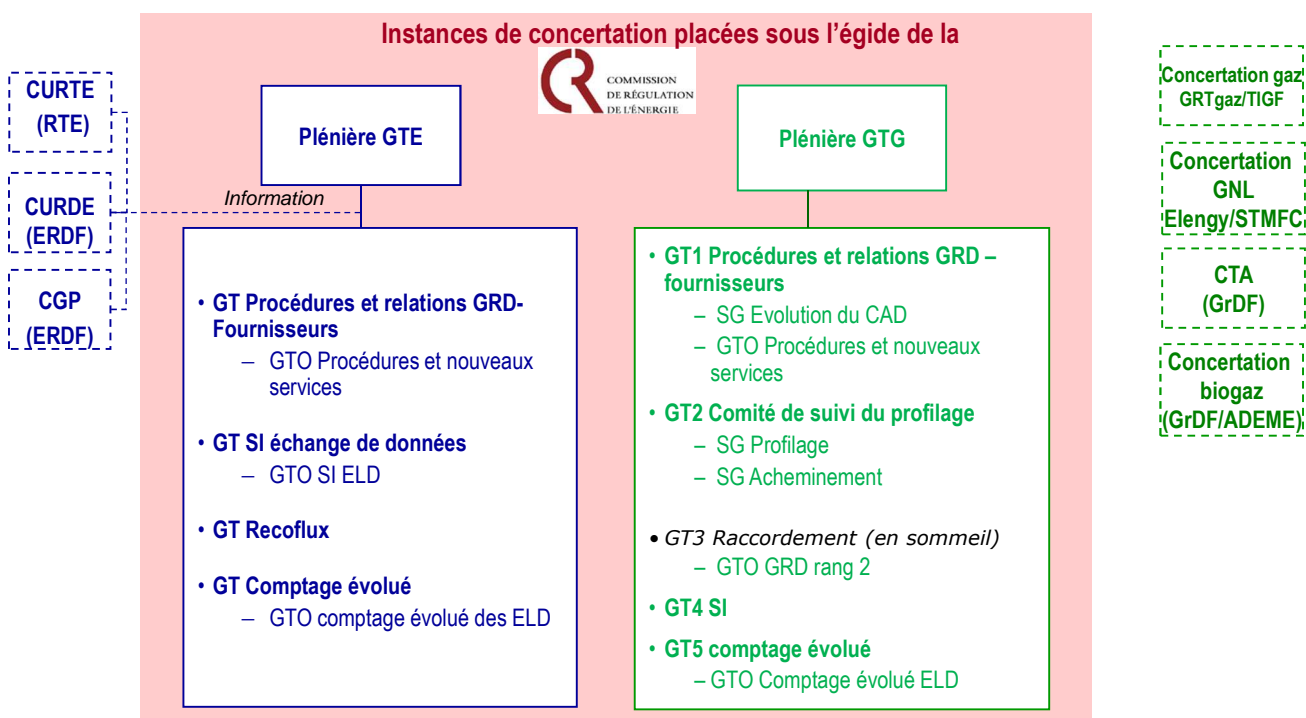 Instances de concertation placées sous l'égide de la
COMMISSION
DE RÉGULATION
DE L'ÉNERGIE
CURTE
(RTE)
CURDE
(ERDF)
CGP
(ERDF)
Information
Plénière GTE
• GT Procédures et relations GRD-
Fournisseurs
– GTO Procédures et nouveaux
services
• GT SI échange de données
– GTO SI ELD
• GT Recoflux
• GT Comptage évolué
– GTO comptage évolué des ELD
Plénière GTG
• GT1 Procédures et relations GRD –
fournisseurs
– SG Evolution du CAD
– GTO Procédures et nouveaux
services
• GT2 Comité de suivi du profilage
– SG Profilage
– SG Acheminement
• GT3 Raccordement (en sommeil)
– GTO GRD rang 2
• GT4 SI
• GT5 comptage évolué
– GTO Comptage évolué ELD
Concertation gaz
GRTgaz/TIGF
Concertation
GNL
Elengy/STMFC
CTA
(GrDF)
Concertation
biogaz
(GrDF/ADEME)